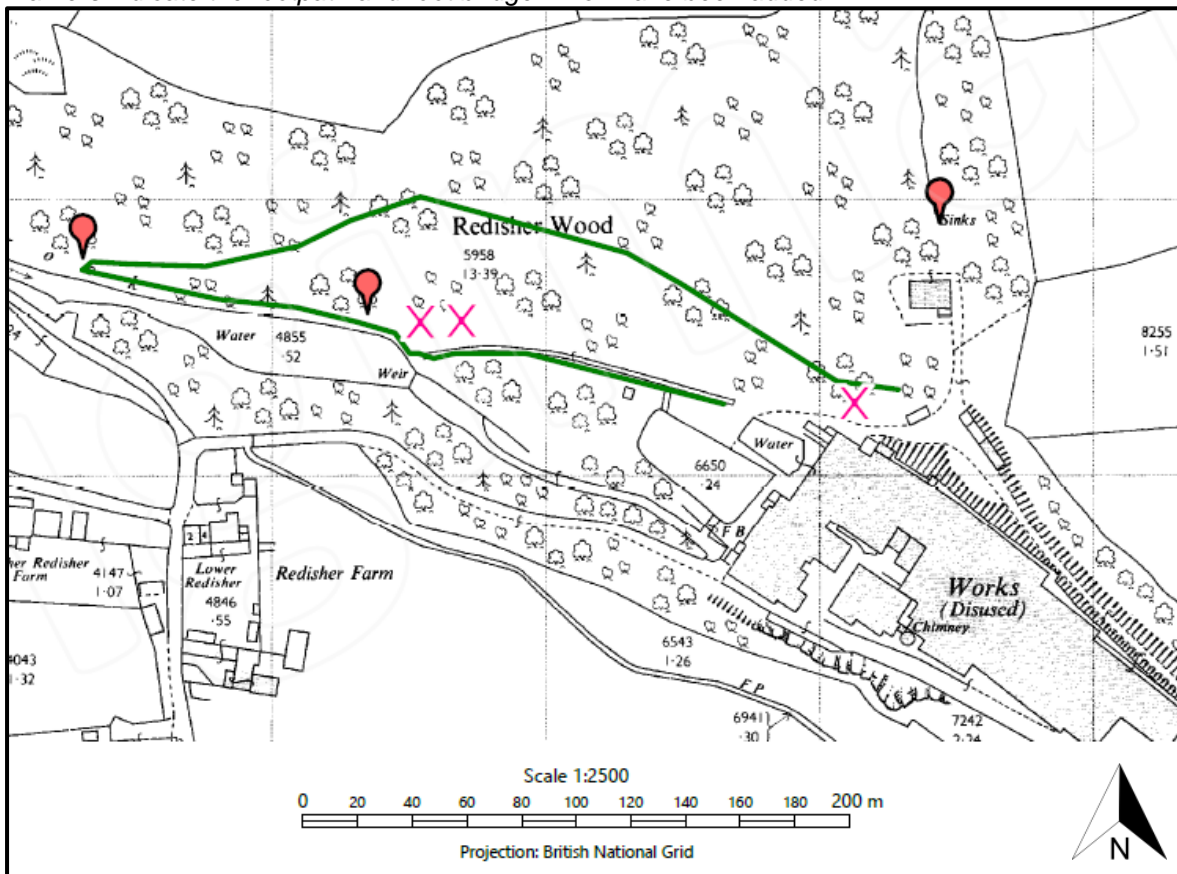 Redisher Wood
5958
13·39
Sinks
8255
1·51
Water
4855
·52
Weir
Water
6650
·24
F B
Redisher
Farm
4147
1·07
2
4
Lower
Redisher
4846
·55
Redisher Farm
Works
(Disused)
Chimney
4043
1·32
6543
1·26
F P
6941
·30
7242
2·24
Scale 1:2500
0 20 40 60 80 100 120 140 160 180 200 m
Projection: British National Grid
N